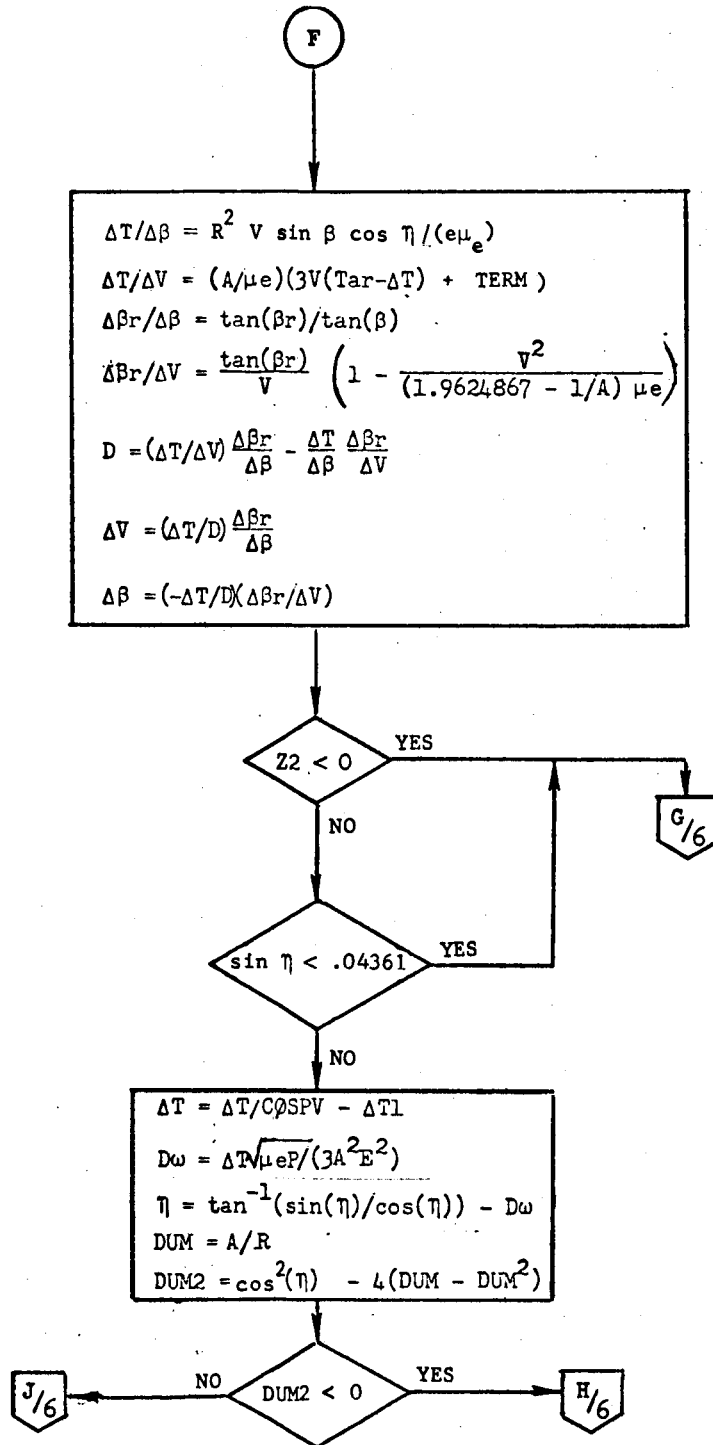 F
ΔT/Δβ = R² V sin β cos η/(eμₑ)
ΔT/ΔV = (A/μe)(3V(Tar-ΔT) + TERM )
Δβr/Δβ = tan(βr)/tan(β)
Δβr/ΔV = tan(βr)/V (1 - V²/((1.9624867 - 1/A) μe))
D = (ΔT/ΔV) Δβr/Δβ - ΔT/Δβ Δβr/ΔV
ΔV = (ΔT/D) Δβr/Δβ
Δβ = (-ΔT/D)(Δβr/ΔV)
Z2 < 0
YES
G/6
NO
sin η < .04361
YES
NO
ΔT = ΔT/CØSPV - ΔT1
Dω = ΔT√μeP/(3A²E²)
η = tan⁻¹(sin(η)/cos(η)) - Dω
DUM = A/R
DUM2 = cos²(η) - 4(DUM - DUM²)
J/6
NO
DUM2 < 0
YES
H/6